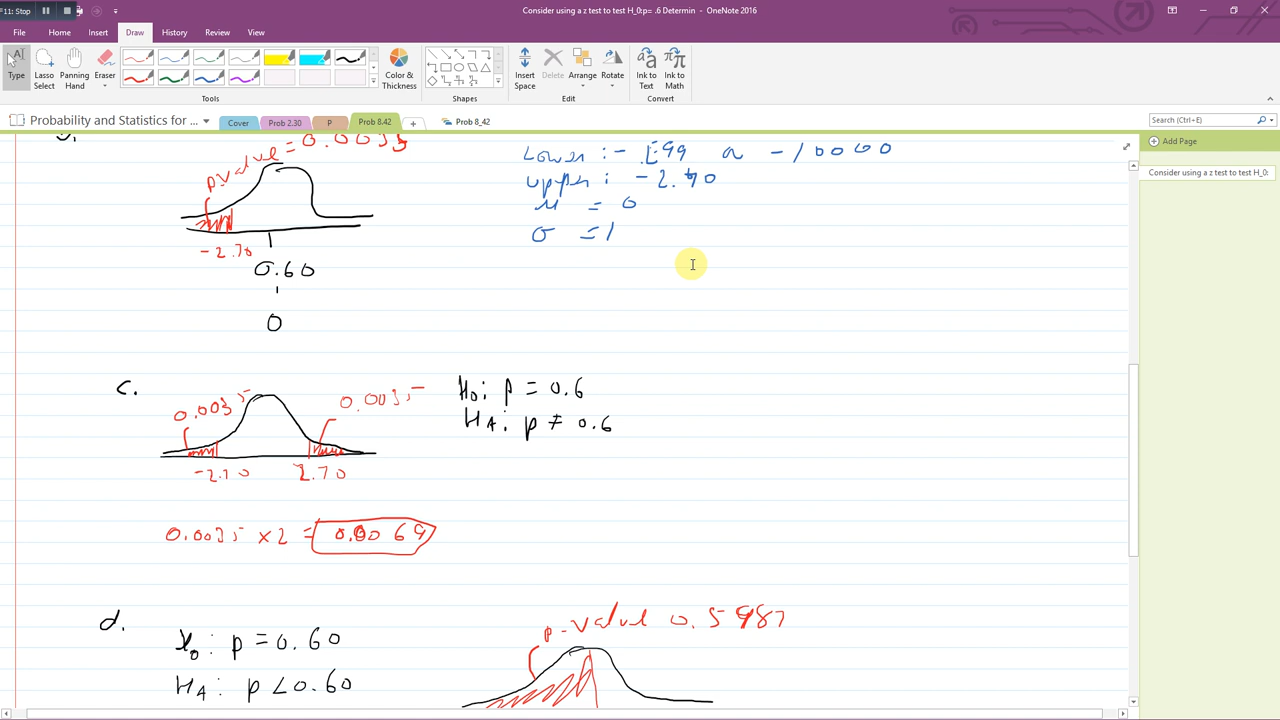 F11: Stop
Consider using a z test to test H_0:p= .6 Determin - OneNote 2016
File Home Insert Draw History Review View
Type Lasso Select Panning Hand Eraser Color & Thickness Insert Space Delete Arrange Rotate Ink to Text Ink to Math
Tools Shapes Edit Convert
Probability and Statistics for ... Cover Prob 2.30 P Prob 8.42 + Prob 8_42 Search (Ctrl+E)
Add Page
Consider using a z test to test H_0:
p-value = 0.0035
Lower : - E99 or -10000
upper : -2.70
μ = 0
σ = 1
-2.70
0.60
0
c.
H0: p = 0.6
HA: p ≠ 0.6
0.0035 0.0035
-2.70 2.70
0.0035 × 2 = 0.0069
d.
p-value 0.5987
H0: p = 0.60
HA: p < 0.60